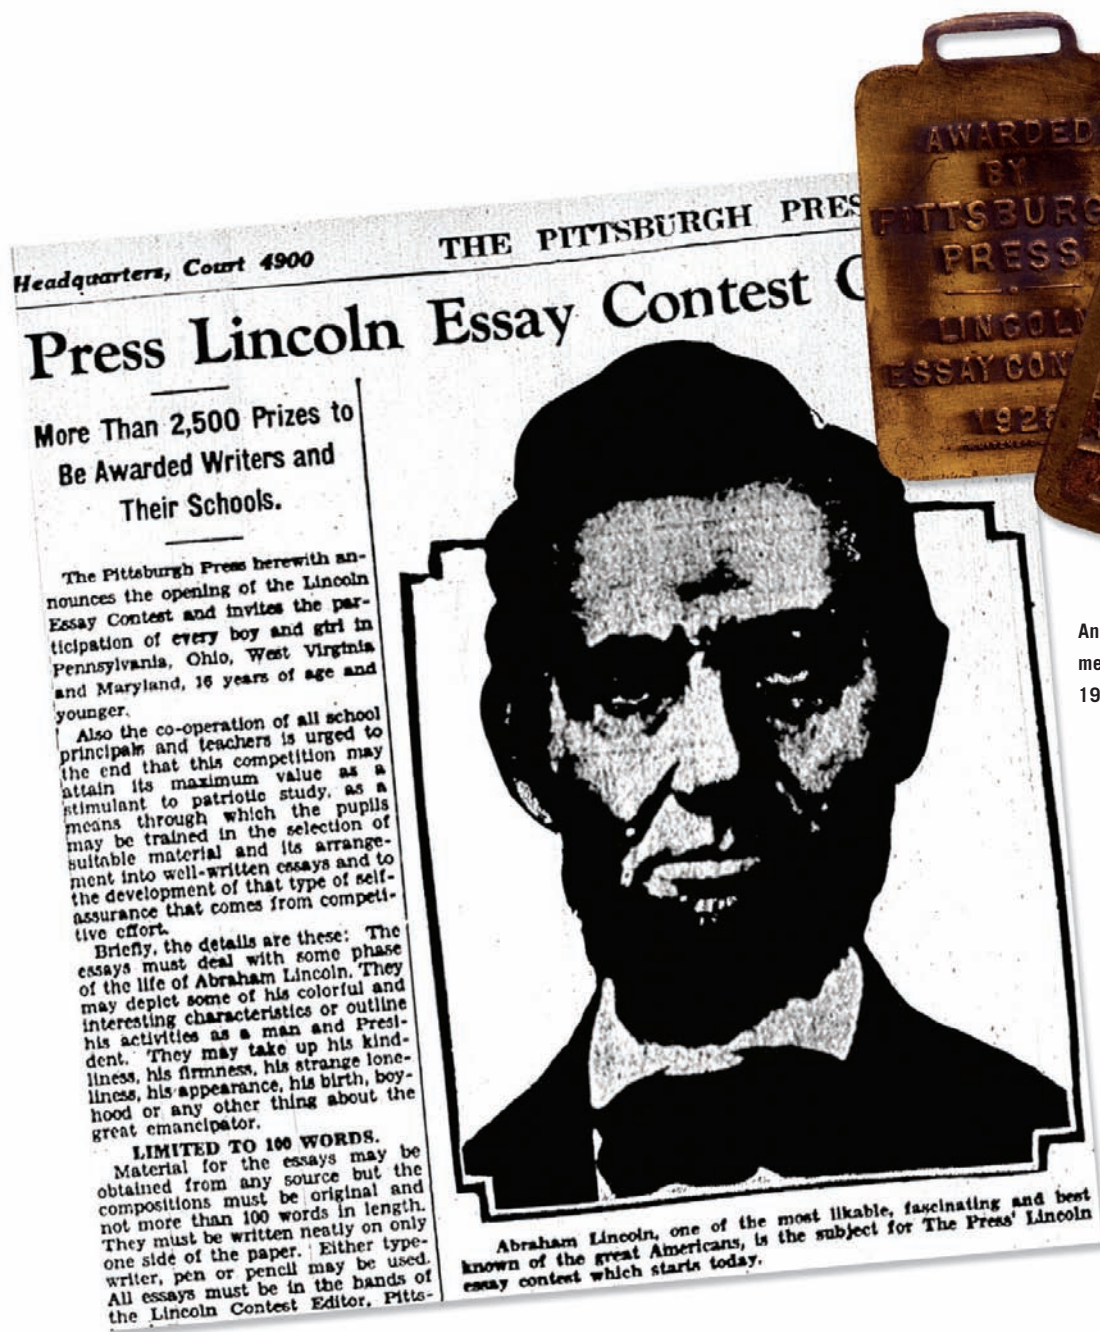 AWARDED
BY
PITTSBURG
PRESS
LINCOLN
ESSAY CON
192
Headquarters, Court 4900
THE PITTSBURGH PRES
Press Lincoln Essay Contest
More Than 2,500 Prizes to
Be Awarded Writers and
Their Schools.
The Pittsburgh Press herewith an-
nounces the opening of the Lincoln
Essay Contest and invites the par-
ticipation of every boy and girl in
Pennsylvania, Ohio, West Virginia
and Maryland, 16 years of age and
younger.
Also the co-operation of all school
principals and teachers is urged to
the end that this competition may
attain its maximum value as a
stimulant to patriotic study, as a
means through which the pupils
may be trained in the selection of
suitable material and its arrange-
ment into well-written essays and to
the development of that type of self-
assurance that comes from competi-
tive effort.
Briefly, the details are these: The
essays must deal with some phase
of the life of Abraham Lincoln. They
may depict some of his colorful and
interesting characteristics or outline
his activities as a man and Presi-
dent. They may take up his kind-
liness, his firmness, his strange lone-
liness, his appearance, his birth, boy-
hood or any other thing about the
great emancipator.
LIMITED TO 100 WORDS.
Material for the essays may be
obtained from any source but the
compositions must be original and
not more than 100 words in length.
They must be written neatly on only
one side of the paper. Either type-
writer, pen or pencil may be used.
All essays must be in the hands of
the Lincoln Contest Editor, Pitts-
Abraham Lincoln, one of the most likable, fascinating and best
known of the great Americans, is the subject for The Press' Lincoln
essay contest which starts today.
An
me
19